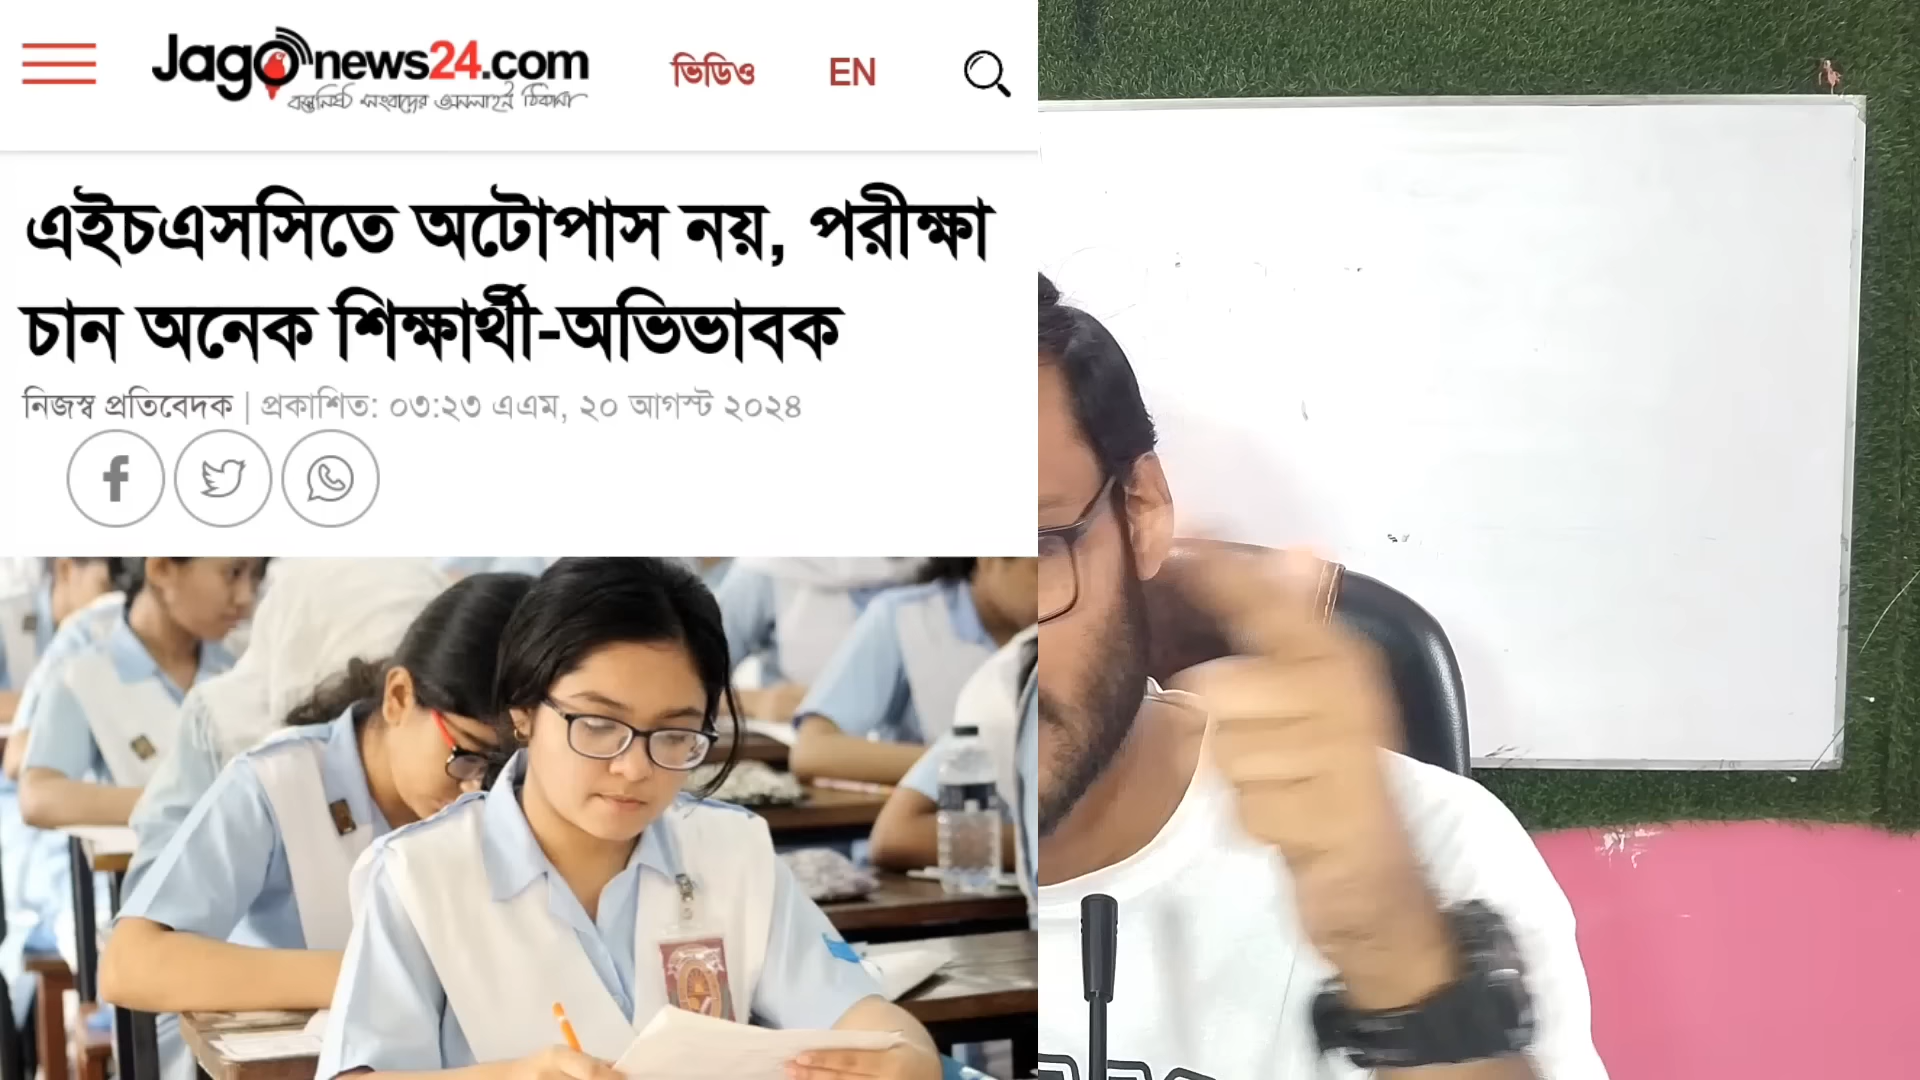 Jagonews24.com
বস্তুনিষ্ঠ সংবাদের অনলাইন ঠিকানা
ভিডিও
EN
এইচএসসিতে অটোপাস নয়, পরীক্ষা
চান অনেক শিক্ষার্থী-অভিভাবক
নিজস্ব প্রতিবেদক | প্রকাশিত: ০৩:২৩ এএম, ২০ আগস্ট ২০২৪